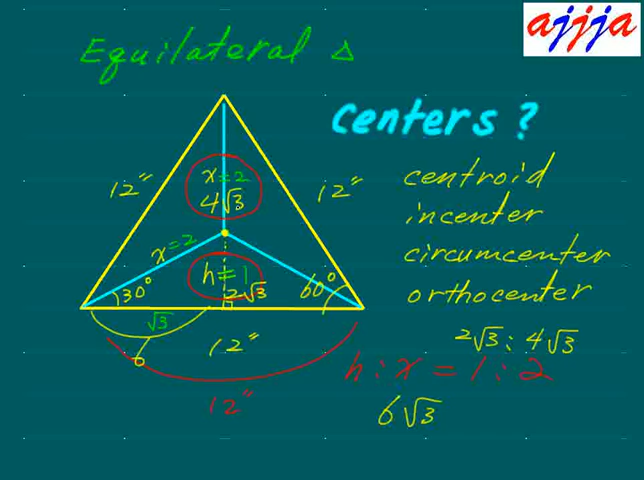 ajjja
Equilateral Δ
centers?
12"
12"
x=2
4√3
centroid
incenter
circumcenter
orthocenter
x=2
h=1
2√3
30°
60°
√3
6
12"
12"
2√3 : 4√3
h : x = 1 : 2
6√3